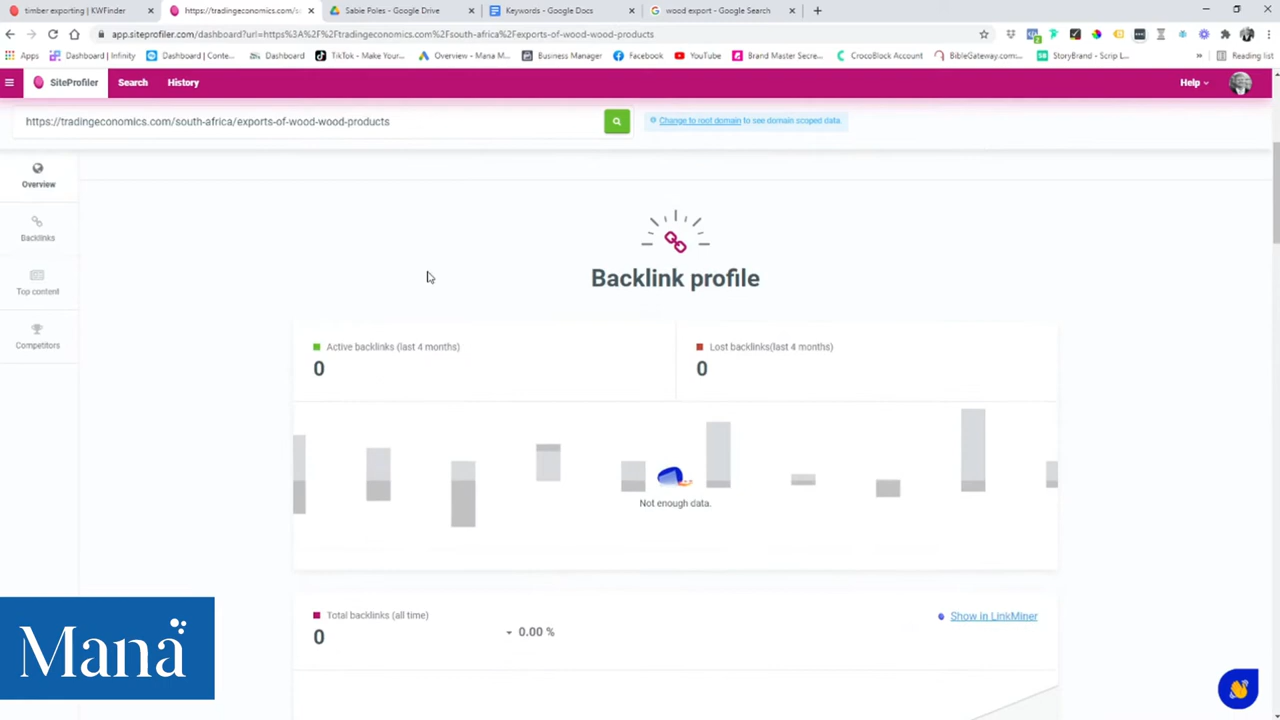 timber exporting | KWFinder
https://tradingeconomics.com/s
Sabie Poles - Google Drive
Keywords - Google Docs
wood export - Google Search
app.siteprofiler.com/dashboard?url=https%3A%2F%2Ftradingeconomics.com%2Fsouth-africa%2Fexports-of-wood-wood-products
Apps
Dashboard | Infinity
Dashboard | Conte...
Dashboard
TikTok - Make Your...
Overview - Mana M...
Business Manager
Facebook
YouTube
Brand Master Secre...
CrocoBlock Account
BibleGateway.com:...
StoryBrand - Scrip L...
Reading list
SiteProfiler
Search
History
Help
https://tradingeconomics.com/south-africa/exports-of-wood-wood-products
Change to root domain to see domain scoped data.
Overview
Backlinks
Top content
Competitors
Backlink profile
Active backlinks (last 4 months)
0
Lost backlinks(last 4 months)
0
Not enough data.
Total backlinks (all time)
0
0.00 %
Show in LinkMiner
Manä